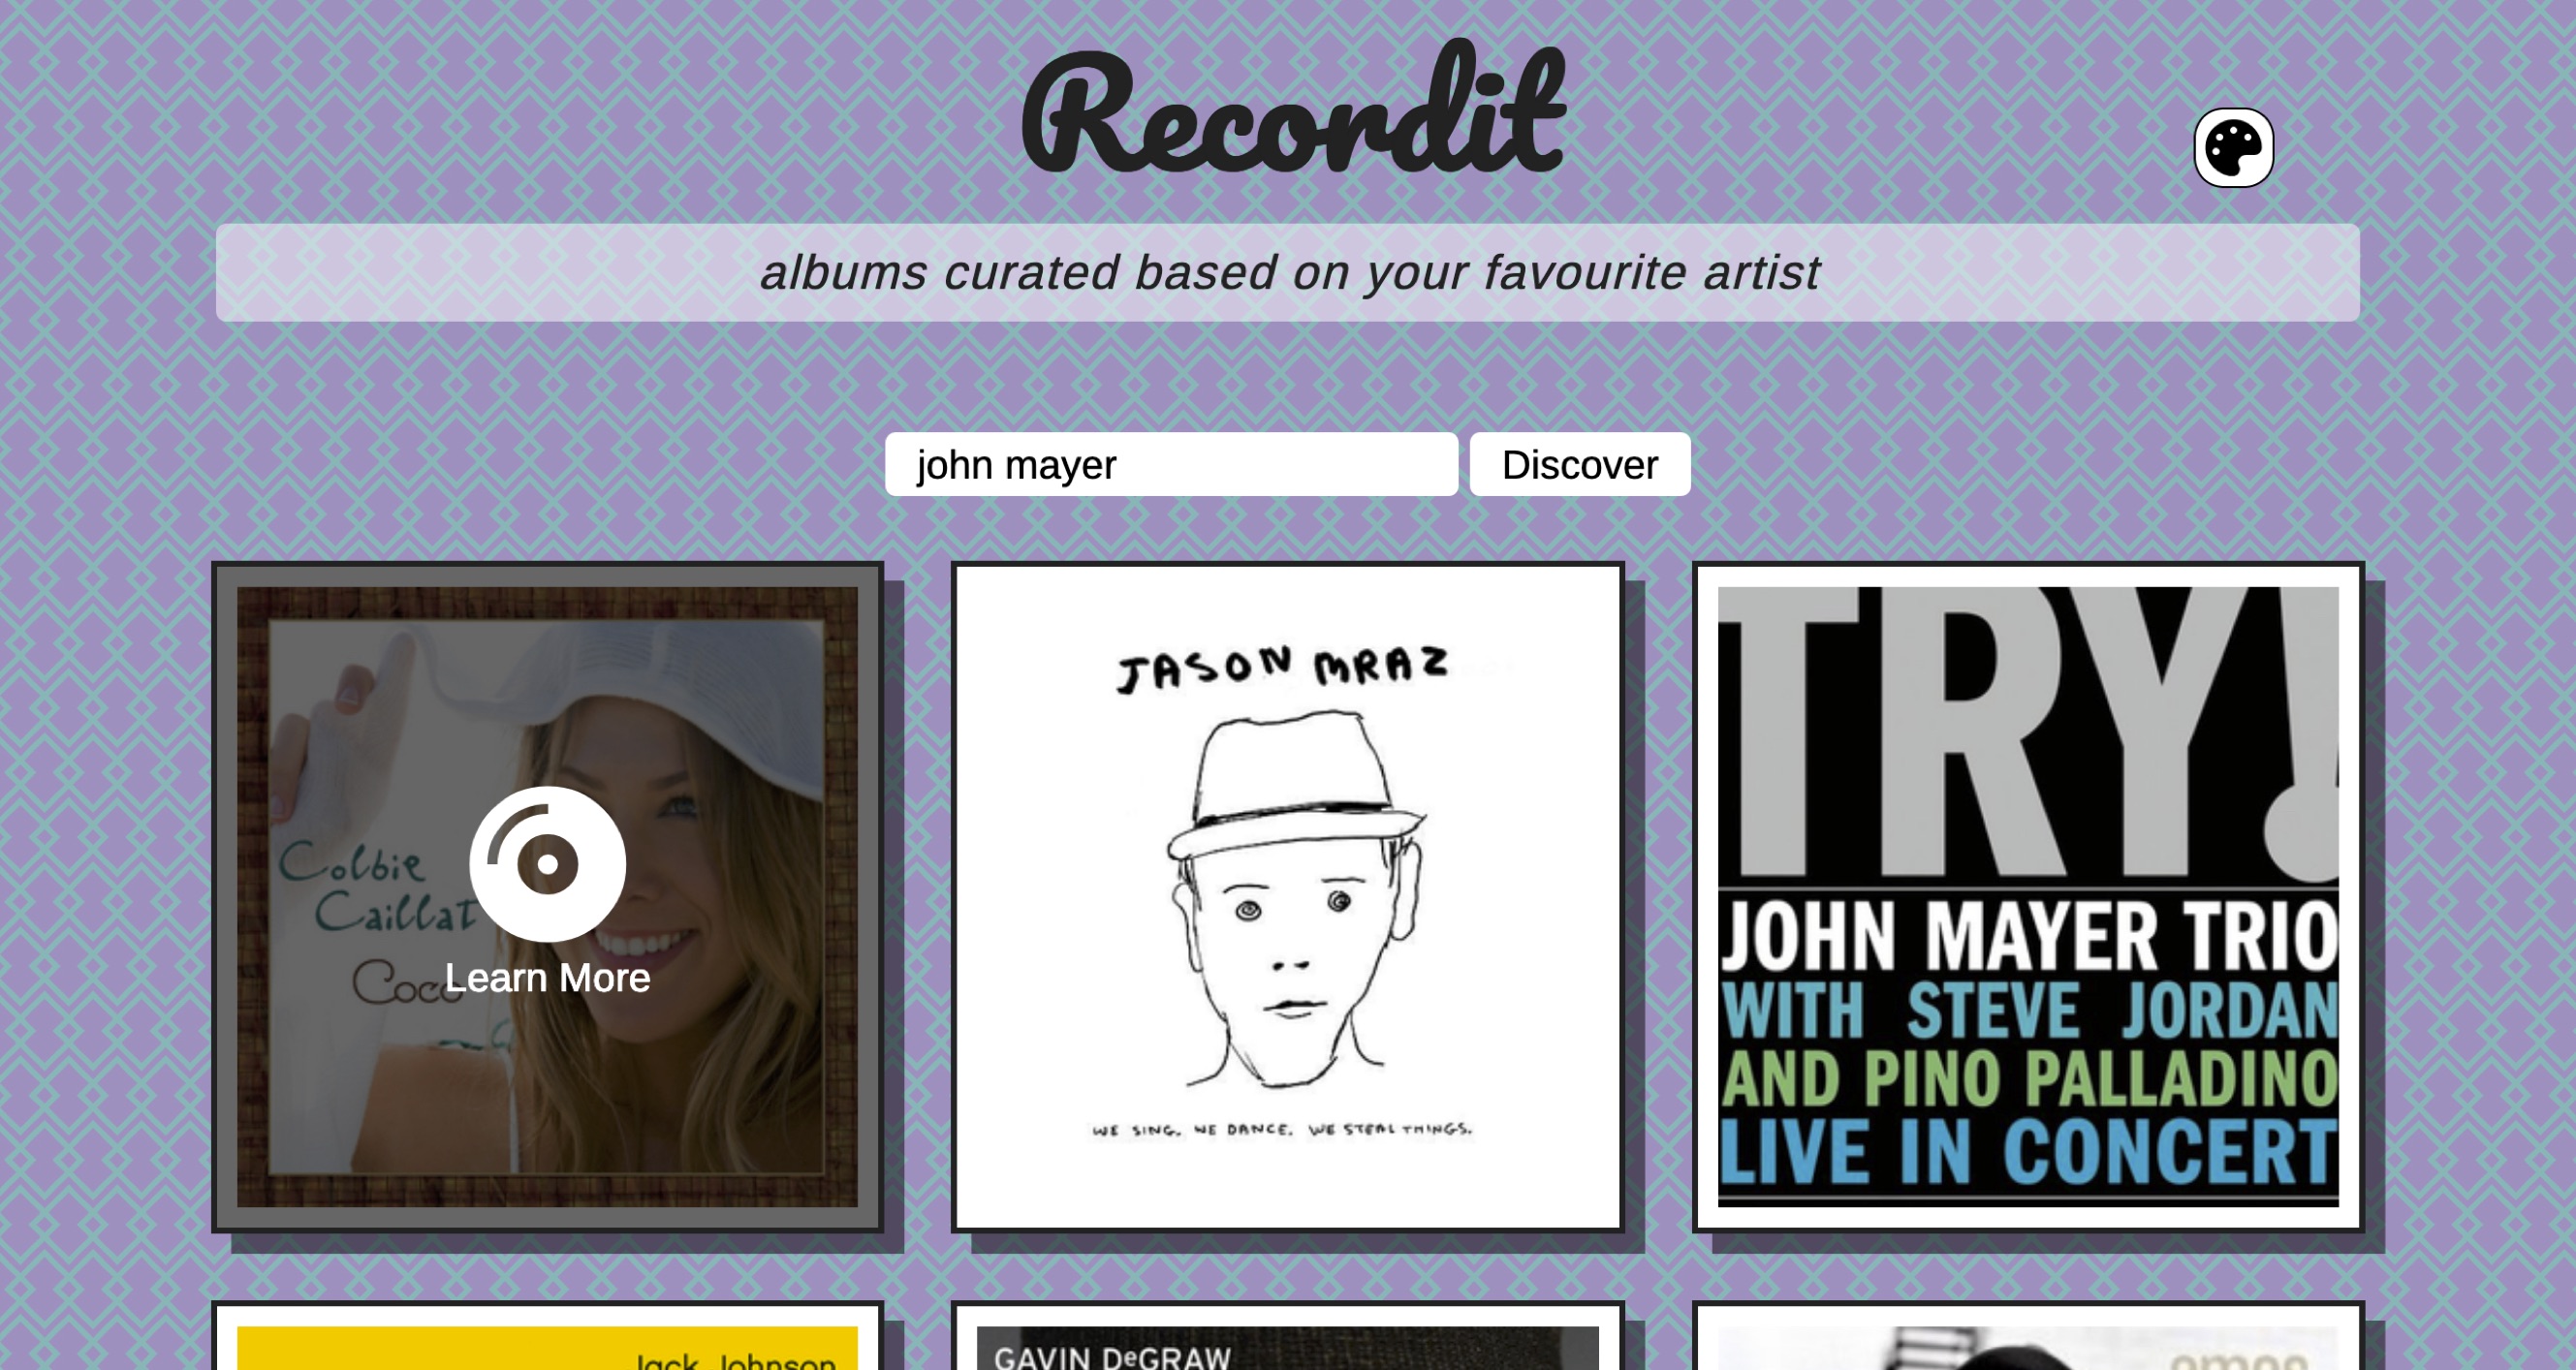 Recordit
albums curated based on your favourite artist
john mayer
Discover
Colbie
Caillat
Coco
Learn More
JASON MRAZ
WE SING. WE DANCE. WE STEAL THINGS.
TRY!
JOHN MAYER TRIO
WITH STEVE JORDAN
AND PINO PALLADINO
LIVE IN CONCERT
Jack Johnson
GAVIN DeGRAW